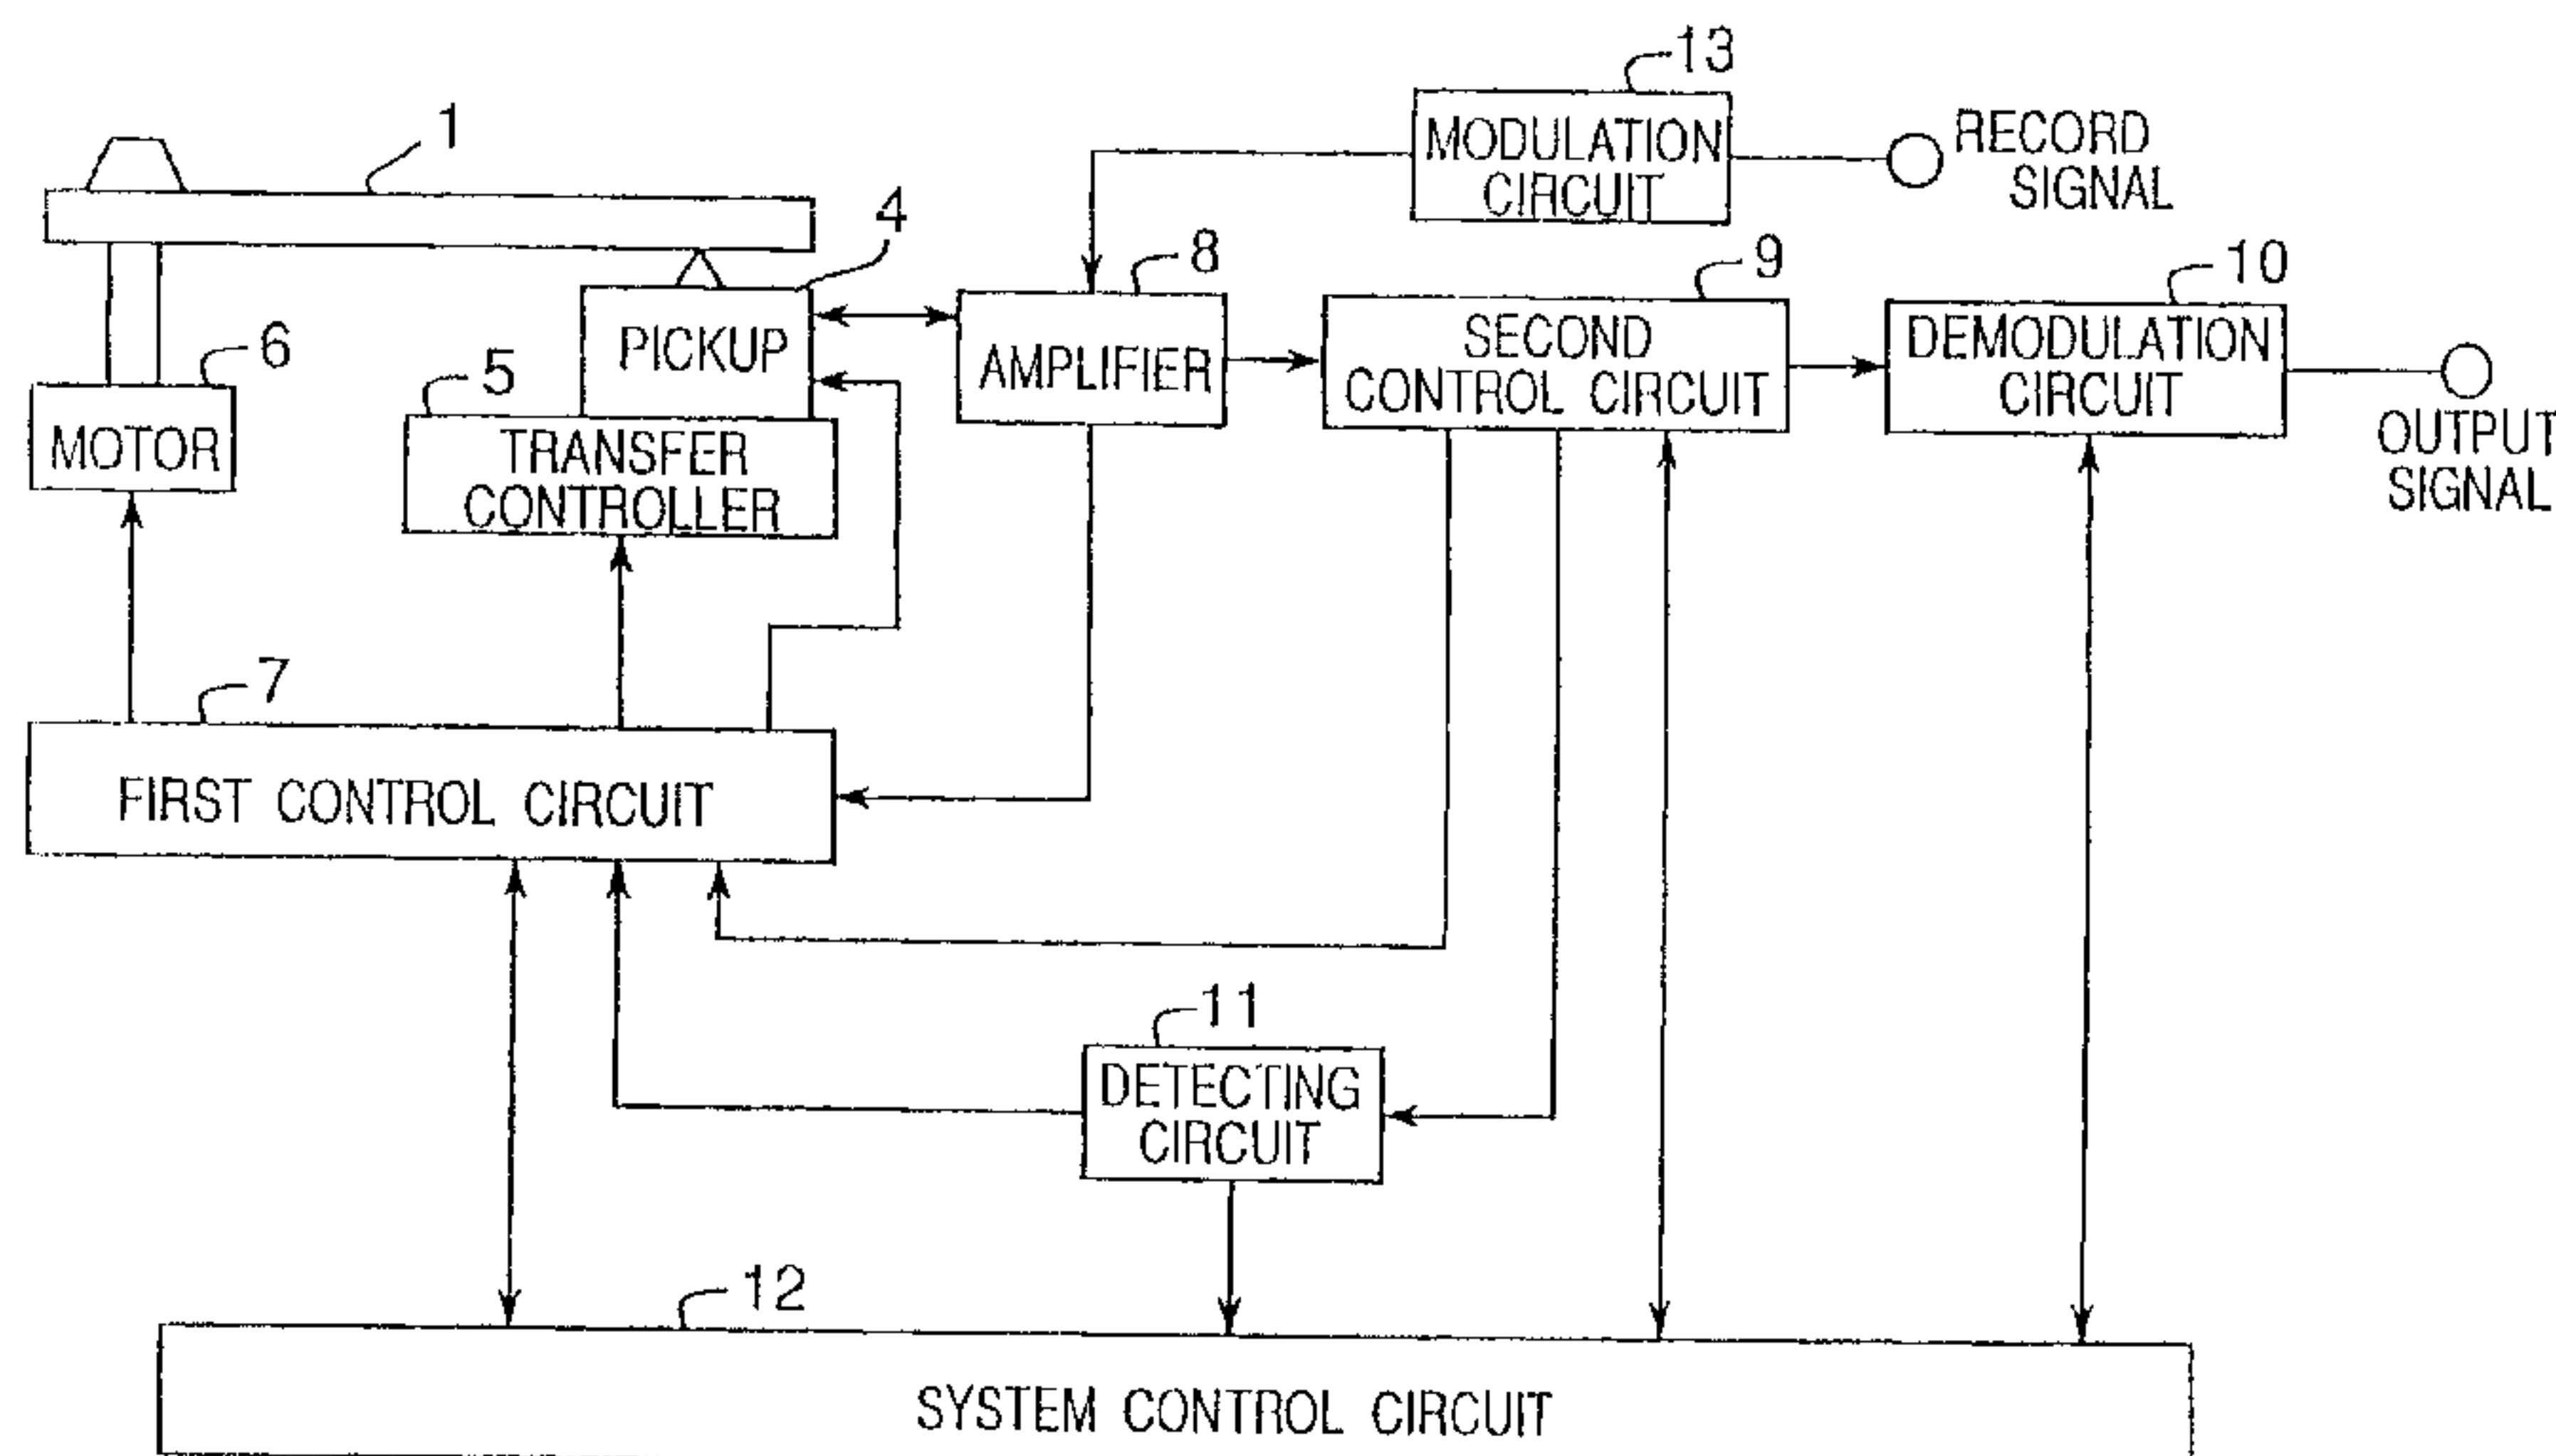 13
MODULATION
CIRCUIT
RECORD
SIGNAL
1
4
8
9
10
PICKUP
AMPLIFIER
SECOND
CONTROL CIRCUIT
DEMODULATION
CIRCUIT
OUTPUT
SIGNAL
6
MOTOR
5
TRANSFER
CONTROLLER
7
FIRST CONTROL CIRCUIT
11
DETECTING
CIRCUIT
12
SYSTEM CONTROL CIRCUIT